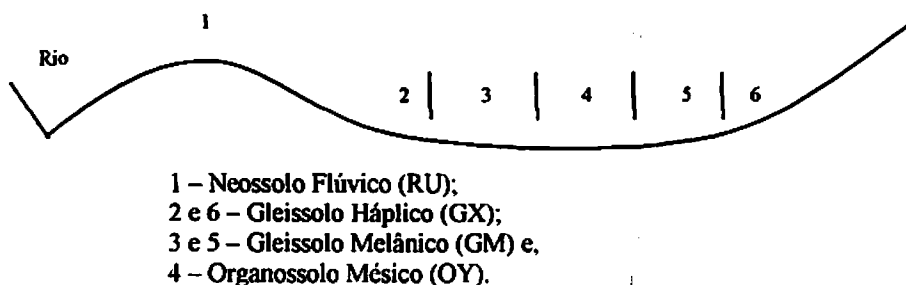 1
Rio
2 3 4 5 6
1 – Neossolo Flúvico (RU);
2 e 6 – Gleissolo Háplico (GX);
3 e 5 – Gleissolo Melânico (GM) e,
4 – Organossolo Mésico (OY).